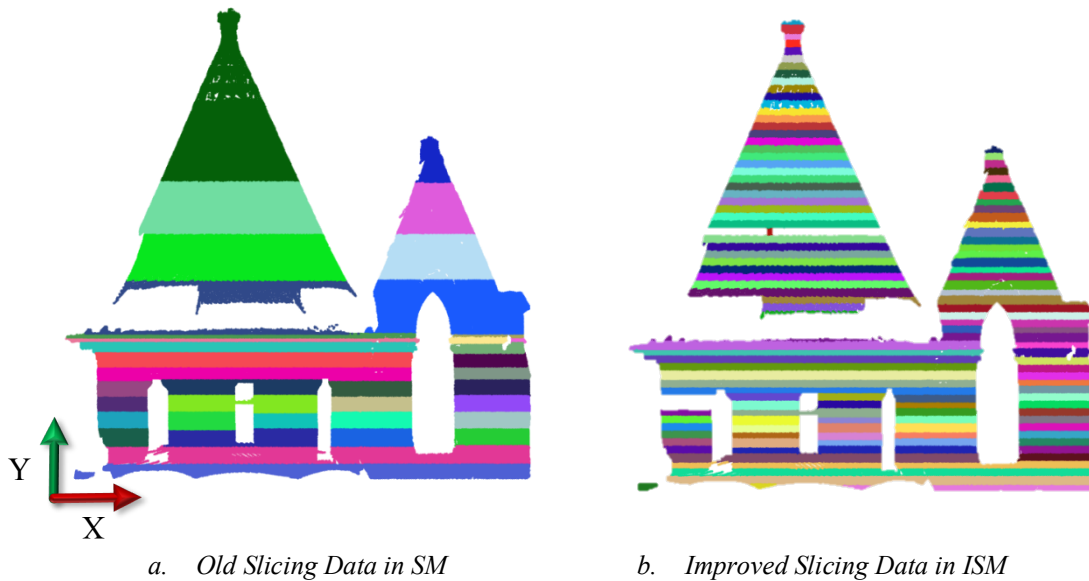 Y
X
a. Old Slicing Data in SM
b. Improved Slicing Data in ISM